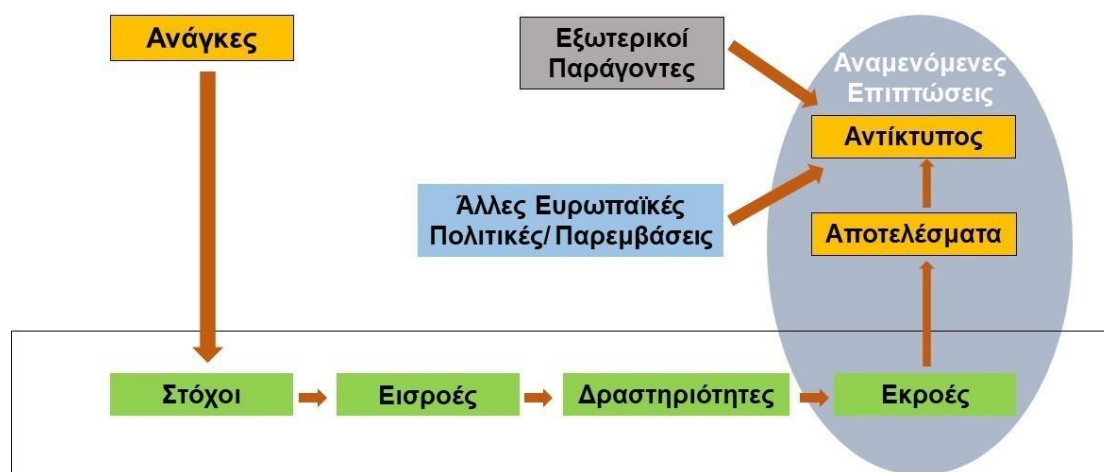 Ανάγκες
Εξωτερικοί
Παράγοντες
Αναμενόμενες
Επιπτώσεις
Αντίκτυπος
Άλλες Ευρωπαϊκές
Πολιτικές/ Παρεμβάσεις
Αποτελέσματα
Στόχοι
Εισροές
Δραστηριότητες
Εκροές